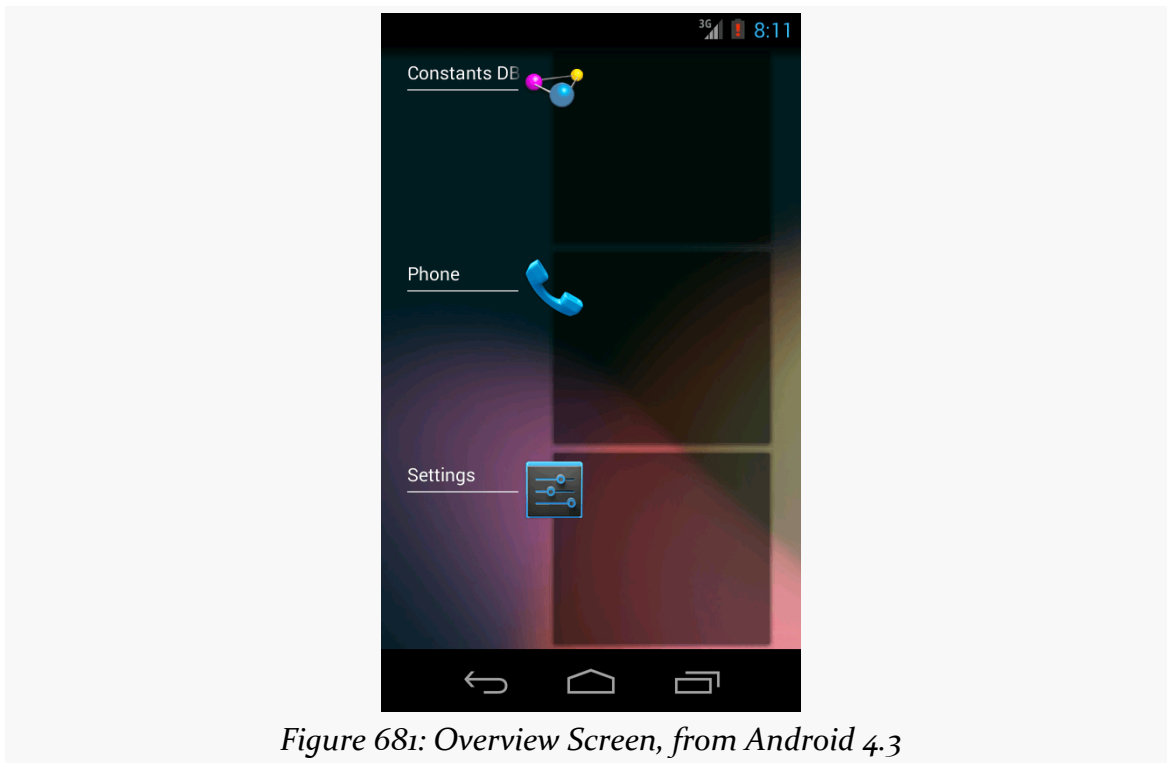 3G 8:11
Constants DB
Phone
Settings
Figure 681: Overview Screen, from Android 4.3